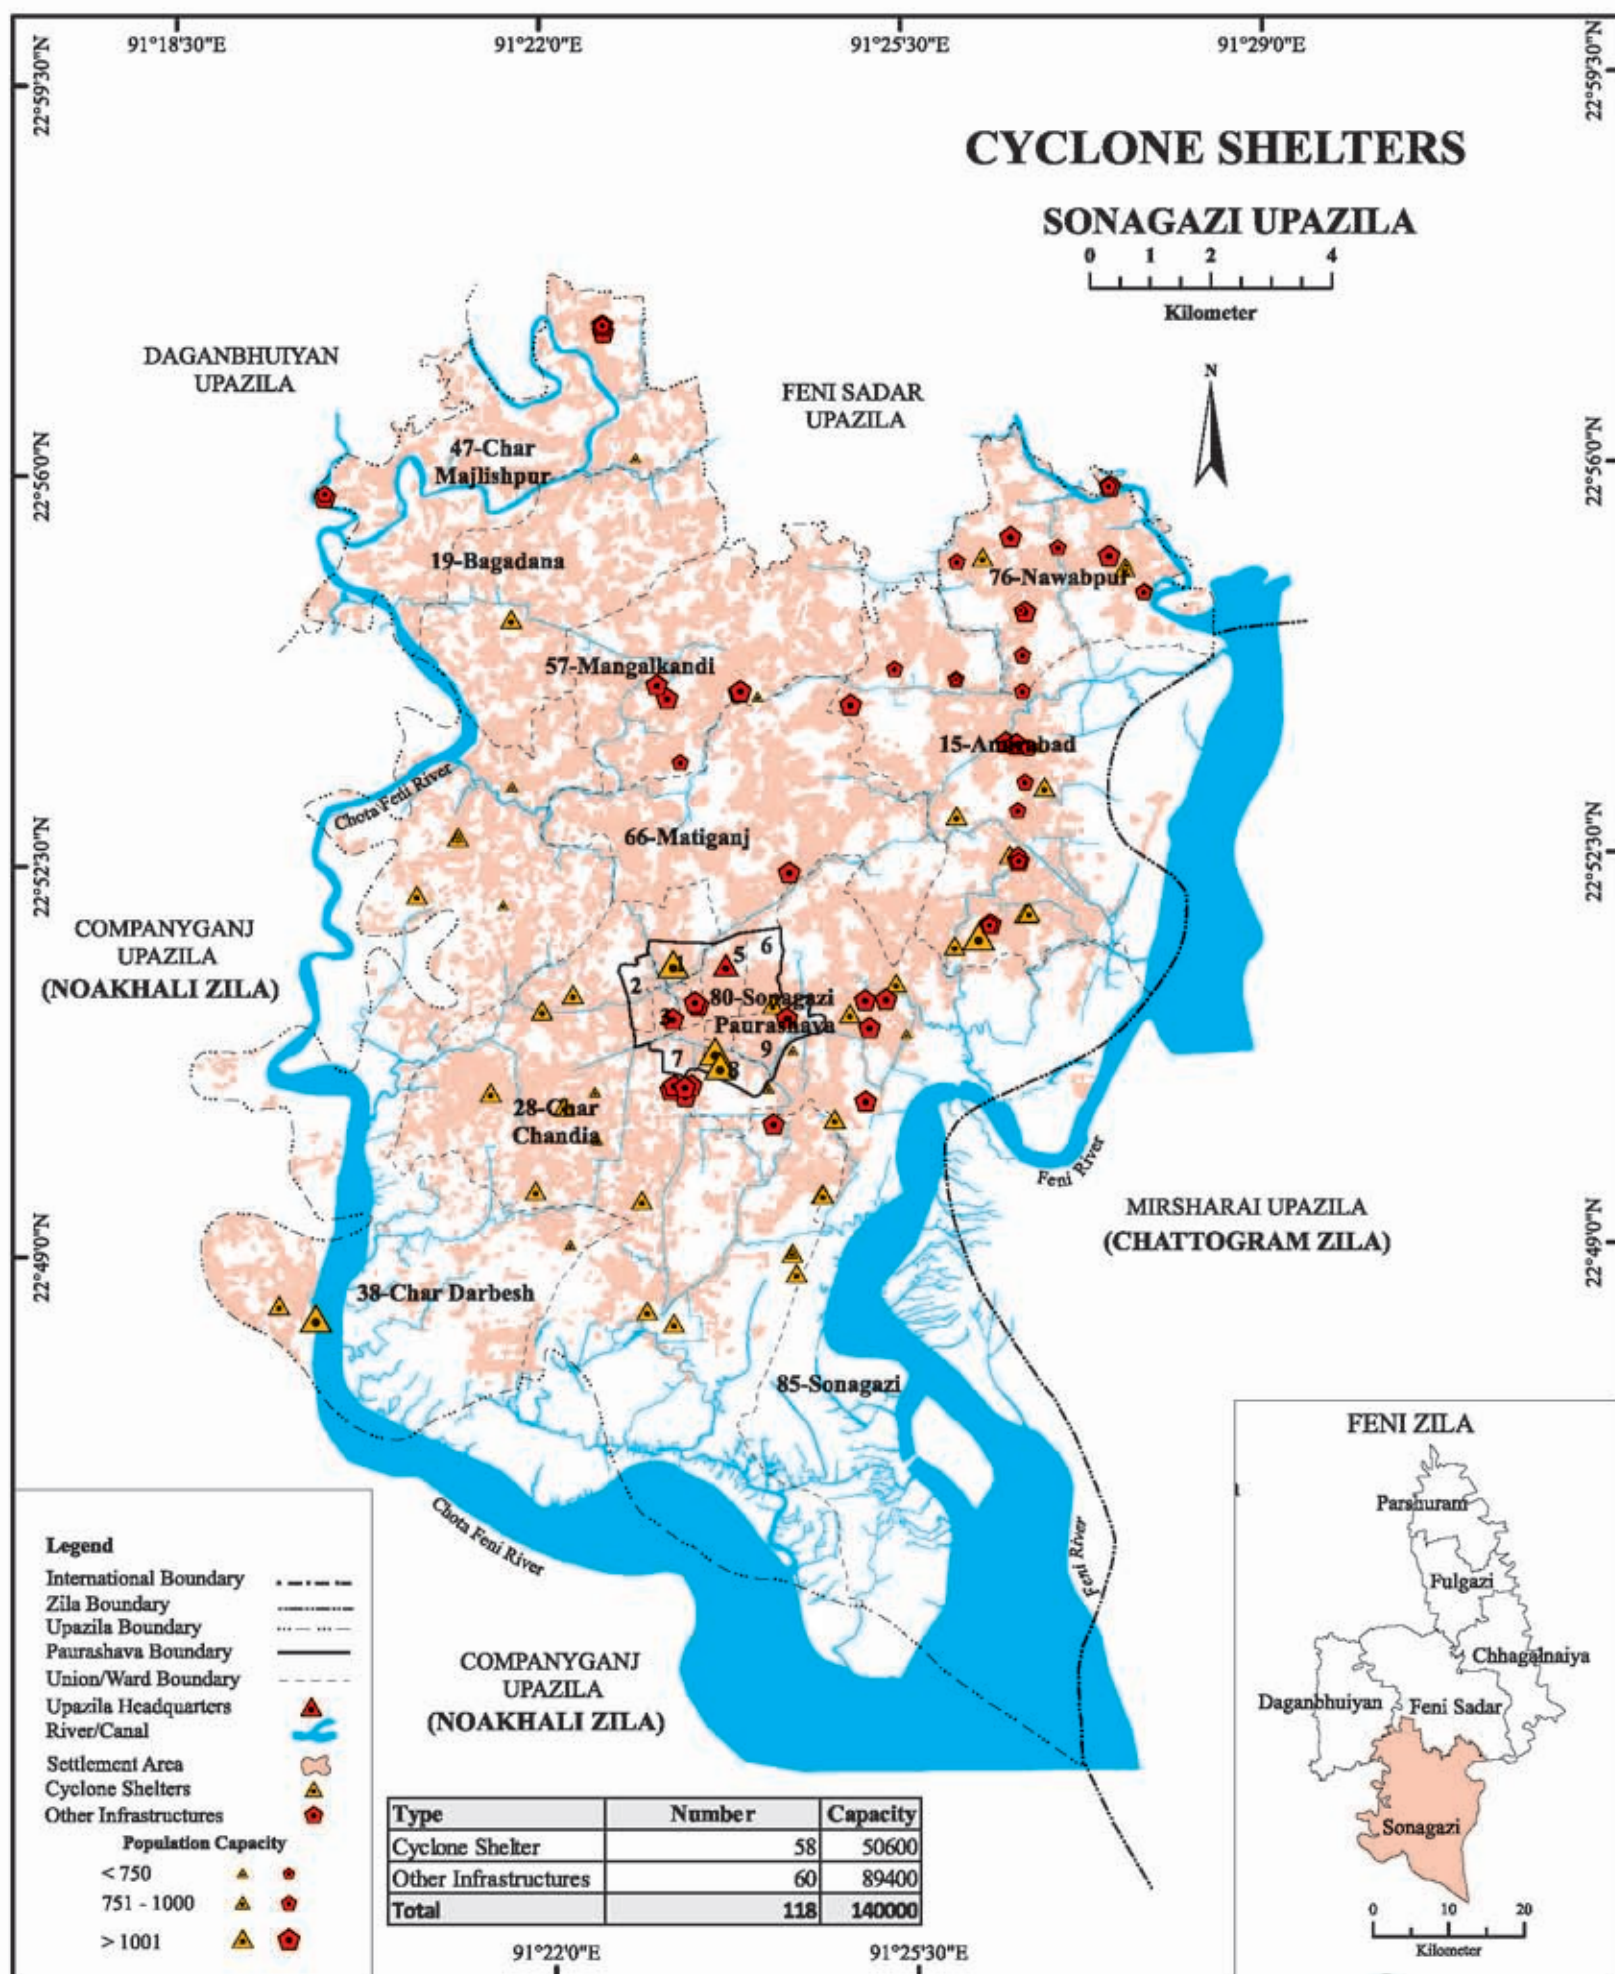 91°18'30"E 91°22'0"E 91°25'30"E 91°29'0"E
22°59'30"N 22°59'30"N
CYCLONE SHELTERS
SONAGAZI UPAZILA
0 1 2 4
Kilometer
N
DAGANBHUIYAN
UPAZILA
FENI SADAR
UPAZILA
47-Char
Majlishpur
22°56'0"N 22°56'0"N
19-Bagadana
76-Nawabpur
57-Mangalkandi
15-Amirabad
Chota Feni River
66-Matiganj
22°52'30"N 22°52'30"N
COMPANYGANJ
UPAZILA
(NOAKHALI ZILA)
1
2
3
5
6
80-Sonagazi
Paurashava
7
8
9
28-Char
Chandia
Feni River
MIRSHARAI UPAZILA
(CHATTOGRAM ZILA)
22°49'0"N 22°49'0"N
38-Char Darbesh
85-Sonagazi
Chota Feni River
Feni River
COMPANYGANJ
UPAZILA
(NOAKHALI ZILA)
Legend
International Boundary
Zila Boundary
Upazila Boundary
Paurashava Boundary
Union/Ward Boundary
Upazila Headquarters
River/Canal
Settlement Area
Cyclone Shelters
Other Infrastructures
Population Capacity
< 750
751 - 1000
> 1001
Type Number Capacity
Cyclone Shelter 58 50600
Other Infrastructures 60 89400
Total 118 140000
91°22'0"E 91°25'30"E
FENI ZILA
Parshuram
Fulgazi
Chhagalnaiya
Daganbhuiyan
Feni Sadar
Sonagazi
0 10 20
Kilometer